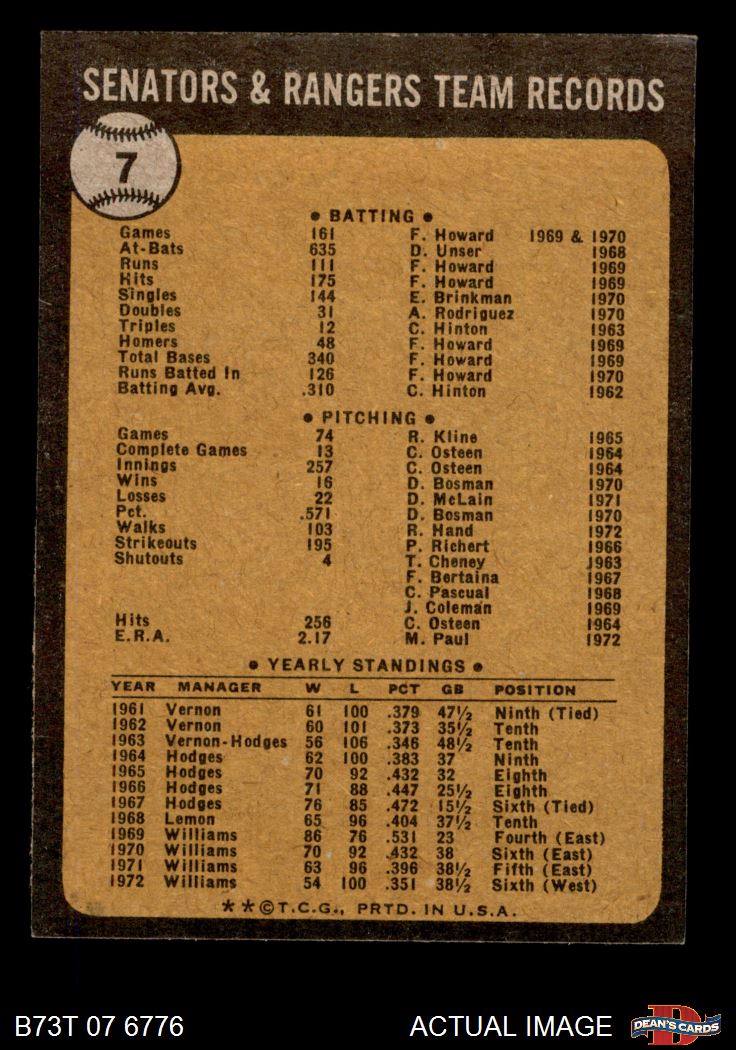 SENATORS & RANGERS TEAM RECORDS
7
• BATTING •
Games 161 F. Howard 1969 & 1970
At-Bats 635 D. Unser 1968
Runs 111 F. Howard 1969
Hits 175 F. Howard 1969
Singles 144 E. Brinkman 1970
Doubles 31 A. Rodriguez 1970
Triples 12 C. Hinton 1963
Homers 48 F. Howard 1969
Total Bases 340 F. Howard 1969
Runs Batted In 126 F. Howard 1970
Batting Avg. .310 C. Hinton 1962
• PITCHING •
Games 74 R. Kline 1965
Complete Games 13 C. Osteen 1964
Innings 257 C. Osteen 1964
Wins 16 D. Bosman 1970
Losses 22 D. McLain 1971
Pct. .571 D. Bosman 1970
Walks 103 R. Hand 1972
Strikeouts 195 P. Richert 1966
Shutouts 4 T. Cheney 1963
F. Bertaina 1967
C. Pascual 1968
J. Coleman 1969
Hits 256 C. Osteen 1964
E.R.A. 2.17 M. Paul 1972
• YEARLY STANDINGS •
YEAR MANAGER W L PCT GB POSITION
1961 Vernon 61 100 .379 47½ Ninth (Tied)
1962 Vernon 60 101 .373 35½ Tenth
1963 Vernon-Hodges 56 106 .346 48½ Tenth
1964 Hodges 62 100 .383 37 Ninth
1965 Hodges 70 92 .432 32 Eighth
1966 Hodges 71 88 .447 25½ Eighth
1967 Hodges 76 85 .472 15½ Sixth (Tied)
1968 Lemon 65 96 .404 37½ Tenth
1969 Williams 86 76 .531 23 Fourth (East)
1970 Williams 70 92 .432 38 Sixth (East)
1971 Williams 63 96 .396 38½ Fifth (East)
1972 Williams 54 100 .351 38½ Sixth (West)
**©T.C.G., PRTD. IN U.S.A.
B73T 07 6776 ACTUAL IMAGE D DEAN'S CARDS